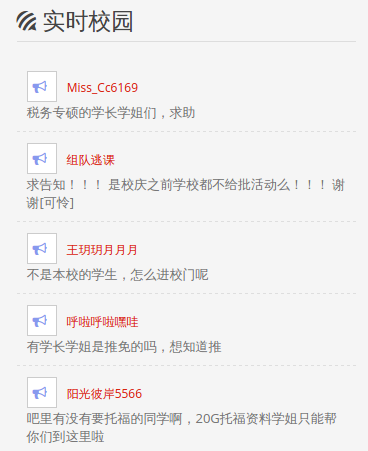 实时校园
Miss_Cc6169
税务专硕的学长学姐们，求助
组队逃课
求告知！！！ 是校庆之前学校都不给批活动么！！！ 谢
谢[可怜]
王玥玥月月月
不是本校的学生，怎么进校门呢
呼啦呼啦嘿哇
有学长学姐是推免的吗，想知道推
阳光彼岸5566
吧里有没有要托福的同学啊，20G托福资料学姐只能帮
你们到这里啦